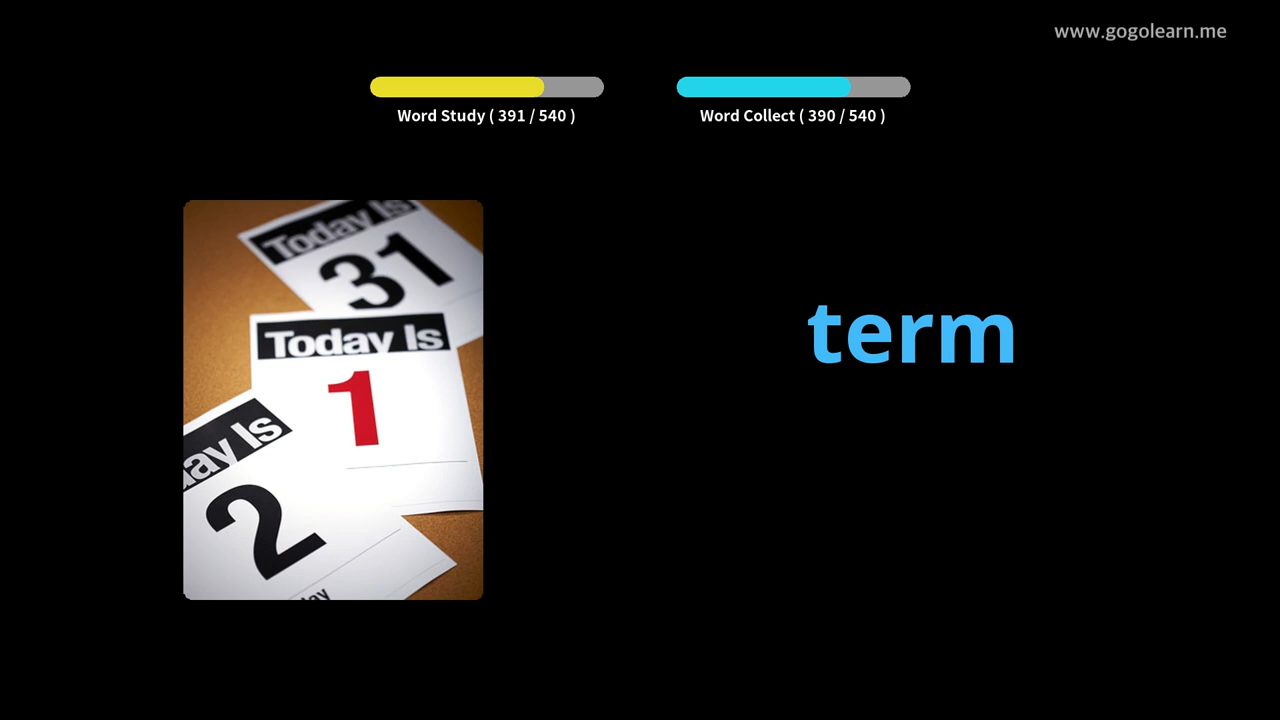 www.gogolearn.me
Word Study ( 391 / 540 )
Word Collect ( 390 / 540 )
Today Is
31
Today Is
1
term
ay Is
2
ay